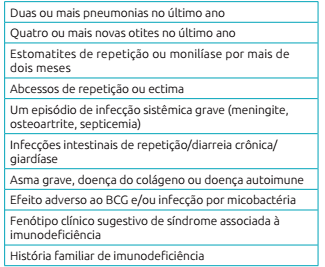 Duas ou mais pneumonias no último ano
Quatro ou mais novas otites no último ano
Estomatites de repetição ou monilíase por mais de
dois meses
Abcessos de repetição ou ectima
Um episódio de infecção sistêmica grave (meningite,
osteoartrite, septicemia)
Infecções intestinais de repetição/diarreia crônica/
giardíase
Asma grave, doença do colágeno ou doença autoimune
Efeito adverso ao BCG e/ou infecção por micobactéria
Fenótipo clínico sugestivo de síndrome associada à
imunodeficiência
História familiar de imunodeficiência